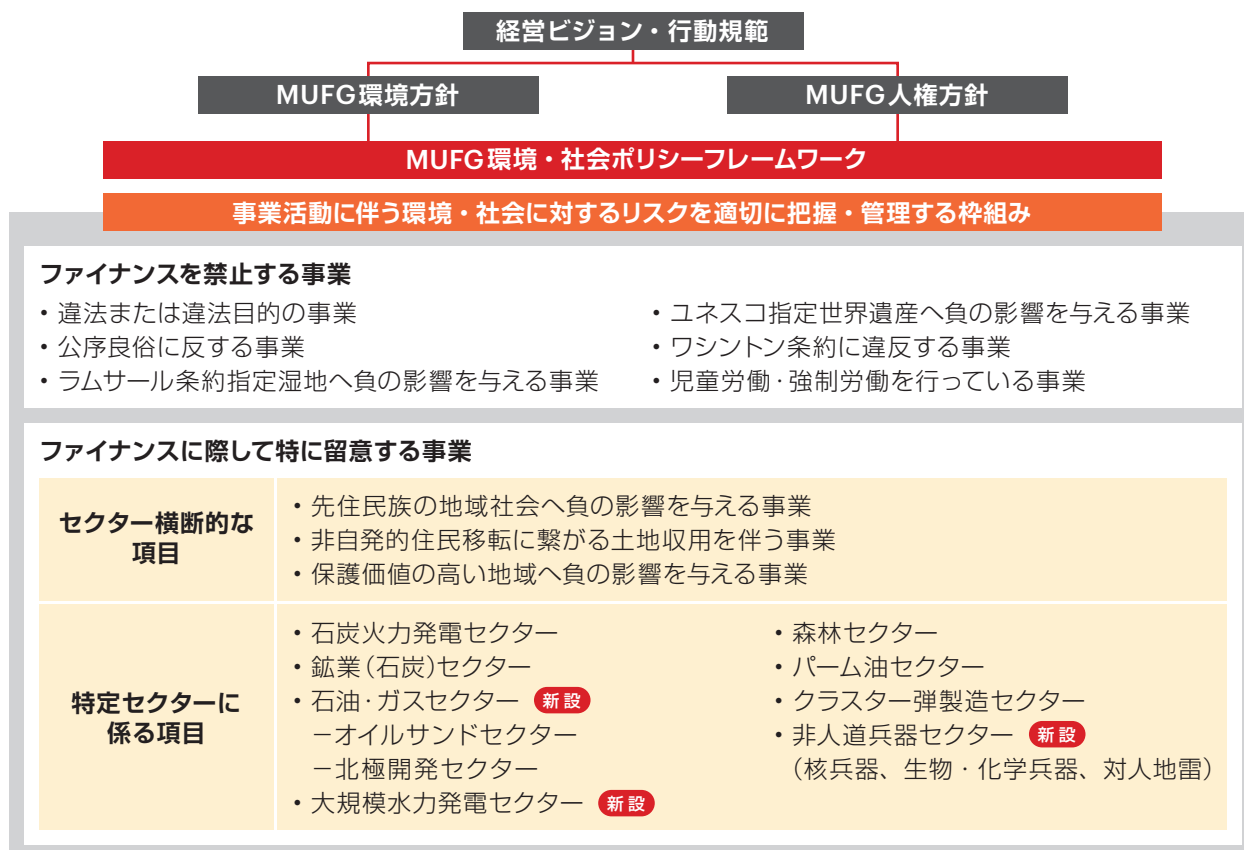 経営ビジョン・行動規範
MUFG環境方針
MUFG人権方針
MUFG環境・社会ポリシーフレームワーク
事業活動に伴う環境・社会に対するリスクを適切に把握・管理する枠組み
ファイナンスを禁止する事業
・違法または違法目的の事業
・公序良俗に反する事業
・ラムサール条約指定湿地へ負の影響を与える事業
・ユネスコ指定世界遺産へ負の影響を与える事業
・ワシントン条約に違反する事業
・児童労働・強制労働を行っている事業
ファイナンスに際して特に留意する事業
セクター横断的な
項目
・先住民族の地域社会へ負の影響を与える事業
・非自発的住民移転に繋がる土地収用を伴う事業
・保護価値の高い地域へ負の影響を与える事業
特定セクターに
係る項目
・石炭火力発電セクター
・鉱業(石炭)セクター
・石油・ガスセクター 新設
－オイルサンドセクター
－北極開発セクター
・大規模水力発電セクター 新設
・森林セクター
・パーム油セクター
・クラスター弾製造セクター
・非人道兵器セクター 新設
(核兵器、生物・化学兵器、対人地雷)